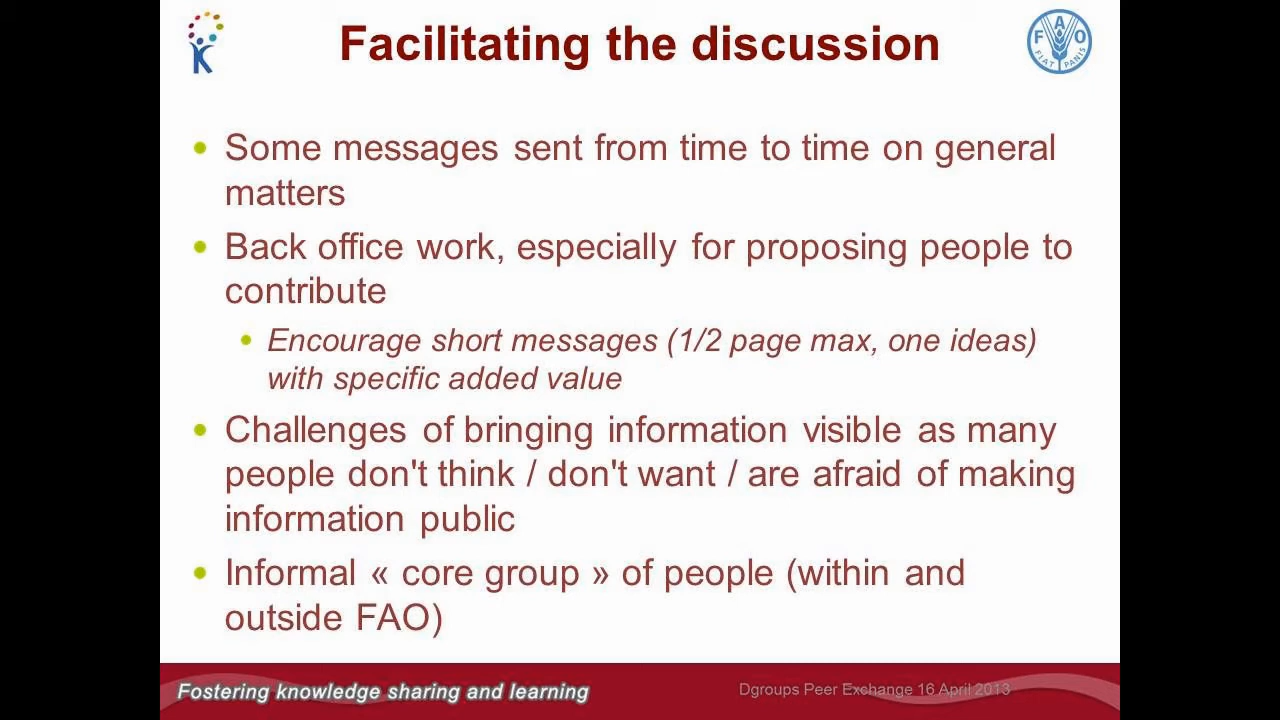 Facilitating the discussion
F A O
FIAT PANIS
K
Some messages sent from time to time on general
matters
Back office work, especially for proposing people to
contribute
Encourage short messages (1/2 page max, one ideas)
with specific added value
Challenges of bringing information visible as many
people don't think / don't want / are afraid of making
information public
Informal « core group » of people (within and
outside FAO)
Fostering knowledge sharing and learning
Dgroups Peer Exchange 16 April 2013